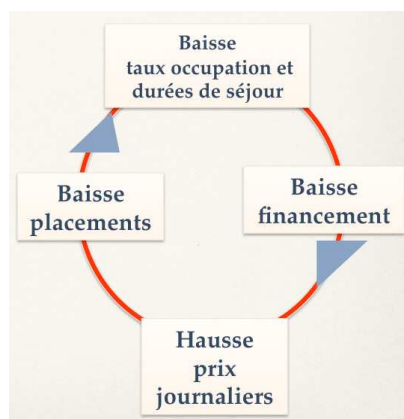 Baisse
taux occupation et
durées de séjour
Baisse
placements
Baisse
financement
Hausse
prix
journaliers